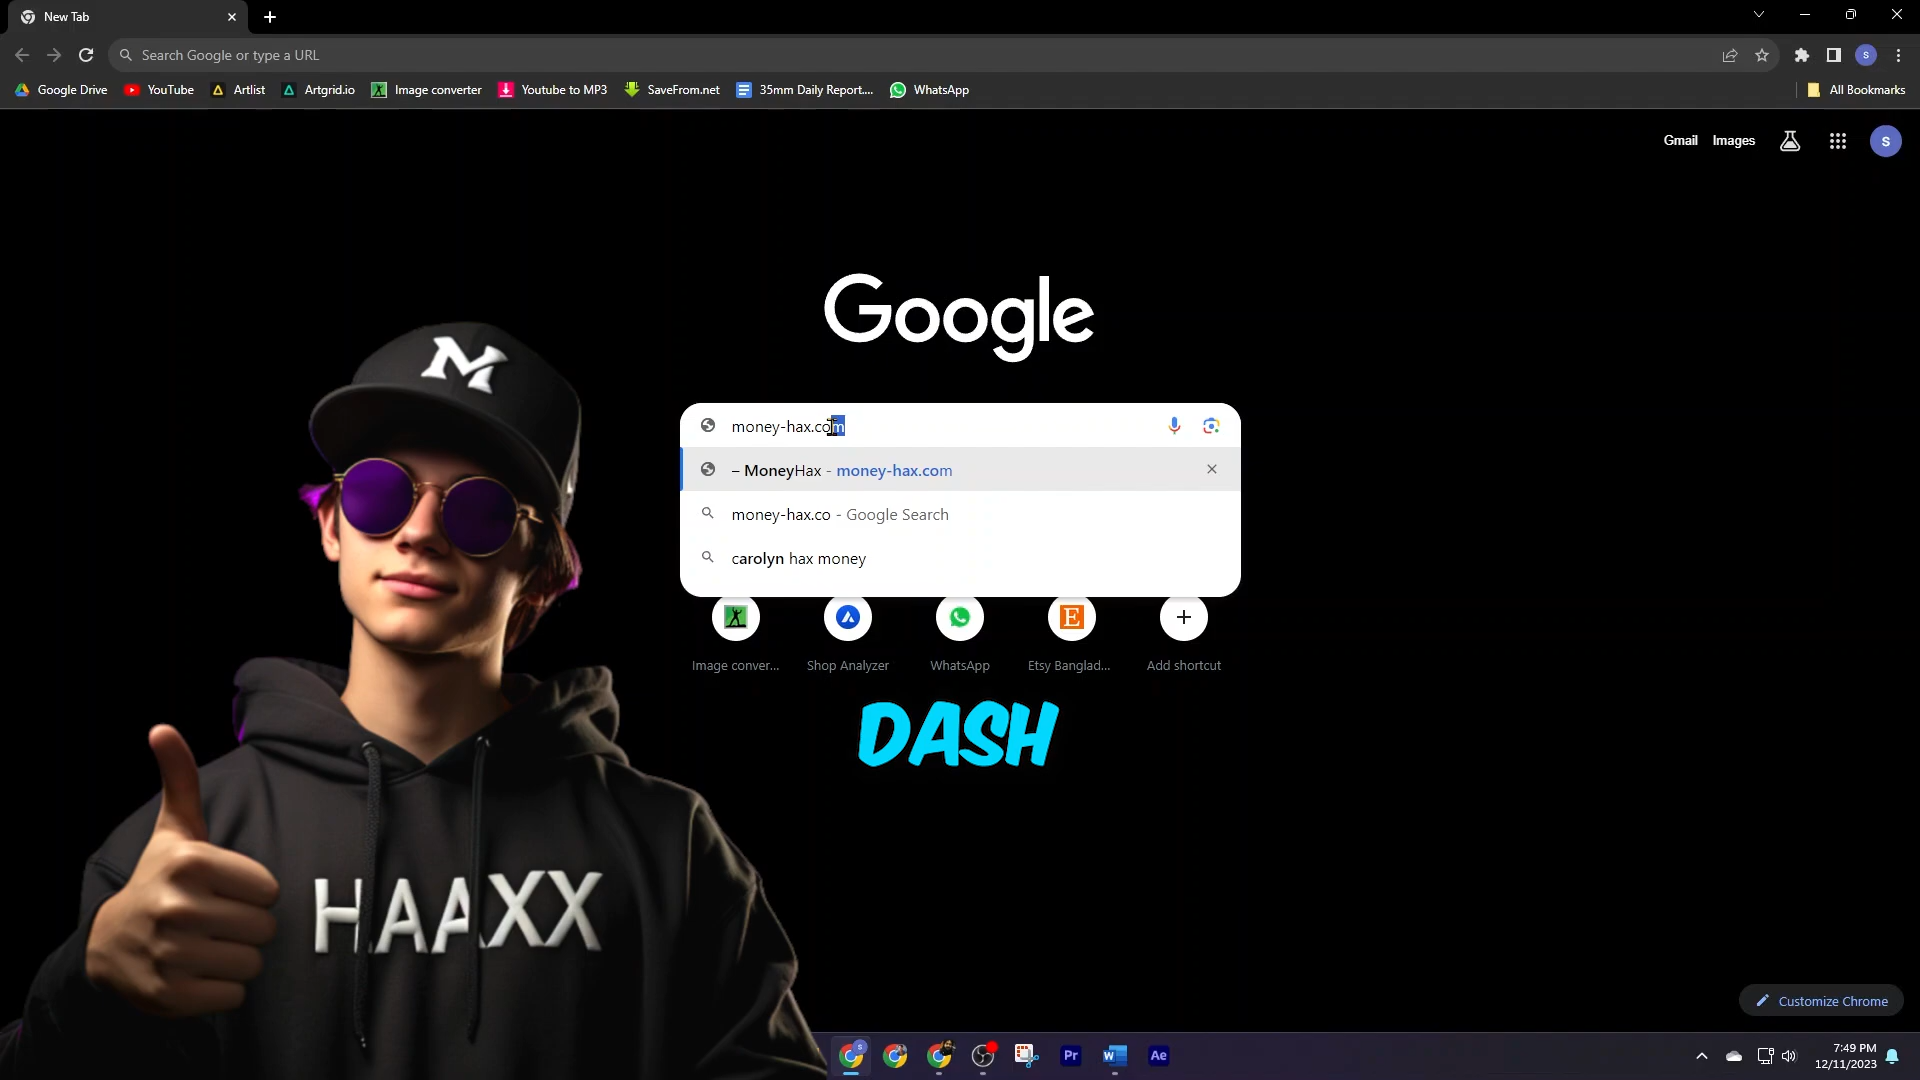 New Tab
Search Google or type a URL
S
Google Drive
YouTube
Artlist
Artgrid.io
Image converter
Youtube to MP3
SaveFrom.net
35mm Daily Report....
WhatsApp
All Bookmarks
Gmail
Images
S
Google
M
money-hax.com
– MoneyHax - money-hax.com
money-hax.co - Google Search
carolyn hax money
E
Image conver...
Shop Analyzer
WhatsApp
Etsy Banglad...
Add shortcut
DASH
HAAXX
Customize Chrome
S
Pr
W
Ae
7:49 PM
12/11/2023